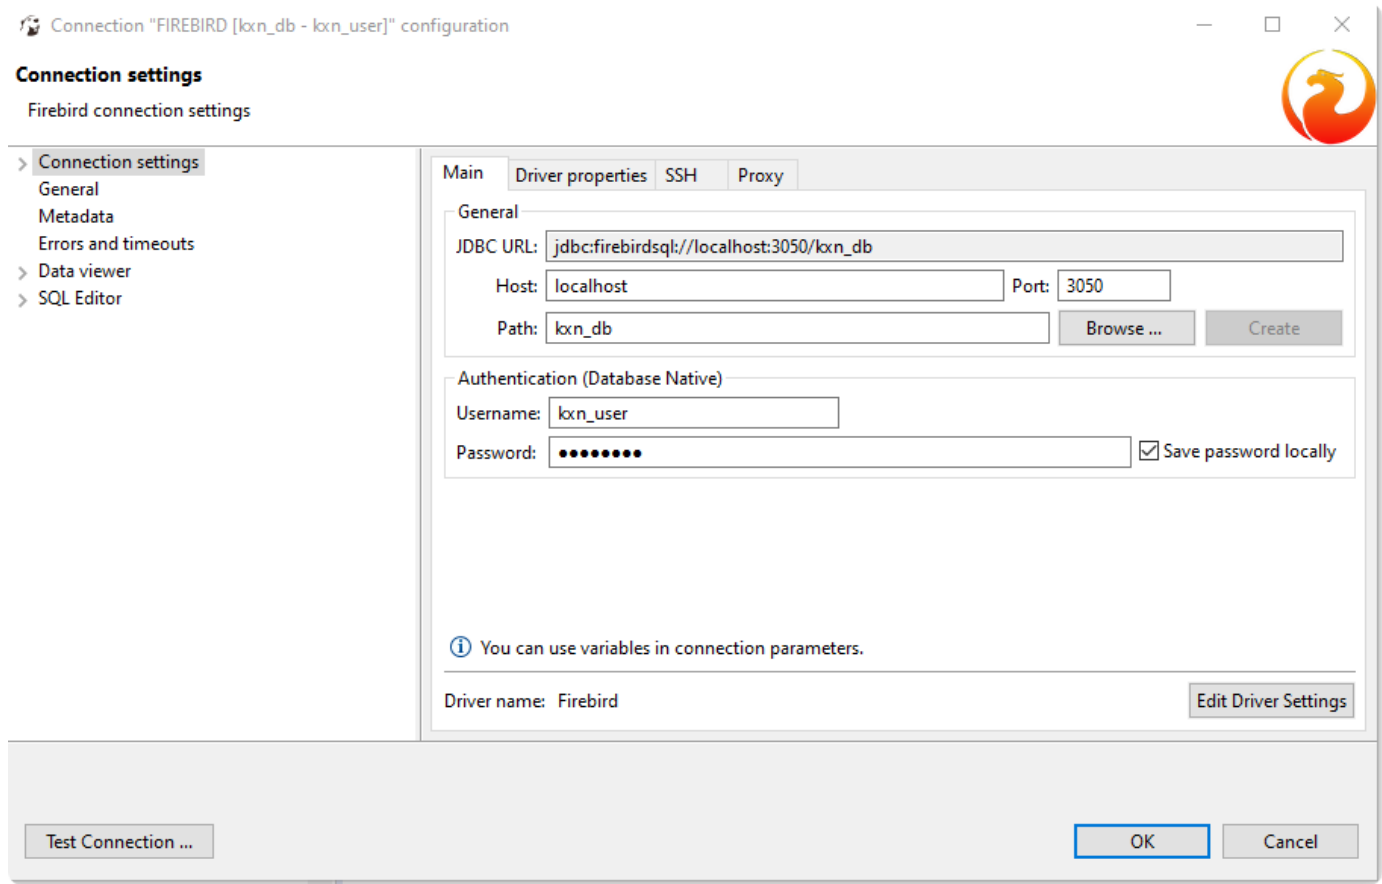 Connection "FIREBIRD [kxn_db - kxn_user]" configuration
Connection settings
Firebird connection settings
Connection settings
General
Metadata
Errors and timeouts
Data viewer
SQL Editor
Main Driver properties SSH Proxy
General
JDBC URL: jdbc:firebirdsql://localhost:3050/kxn_db
Host: localhost Port: 3050
Path: kxn_db Browse ... Create
Authentication (Database Native)
Username: kxn_user
Password: •••••••• Save password locally
You can use variables in connection parameters.
Driver name: Firebird Edit Driver Settings
Test Connection ... OK Cancel